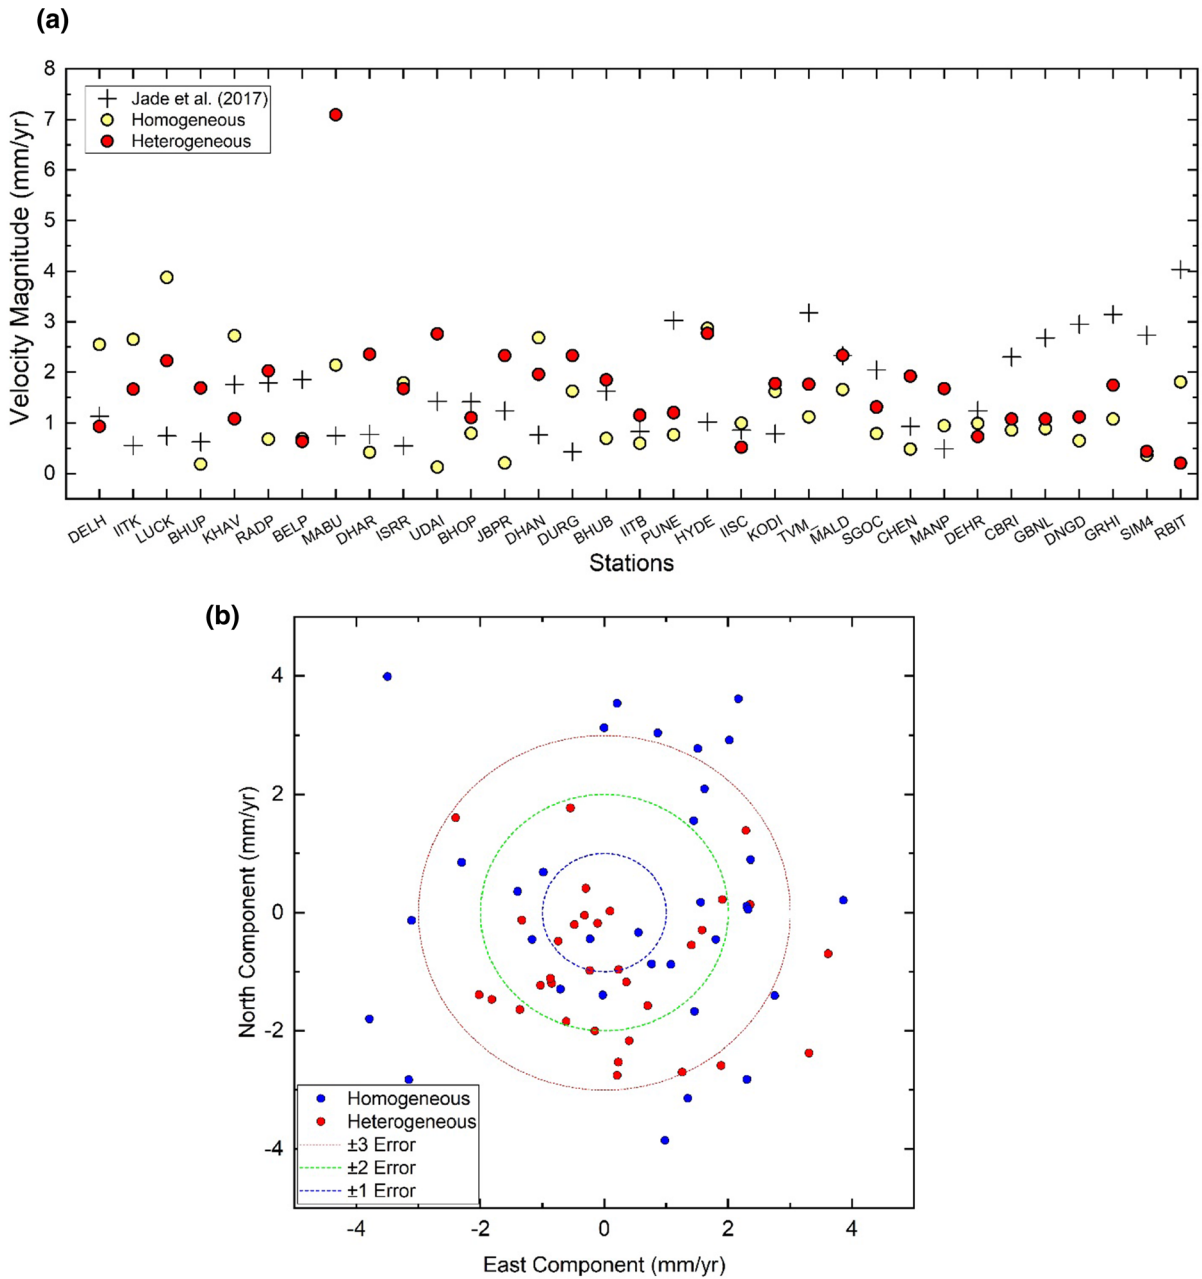 (a)
8
7
6
5
4
3
2
1
0
Velocity Magnitude (mm/yr)
Jade et al. (2017)
Homogeneous
Heterogeneous
DELH
IITK
LUCK
BHUP
KHAV
RADP
BELP
MABU
DHAR
ISRR
UDAI
BHOP
JBPR
DHAN
DURG
BHUB
IITB
PUNE
HYDE
IISC
KODI
TVM_
MALD
SGOC
CHEN
MANP
DEHR
CBRI
GBNL
DNGD
GRHI
SIM4
RBIT
Stations
(b)
4
2
0
-2
-4
North Component (mm/yr)
Homogeneous
Heterogeneous
±3 Error
±2 Error
±1 Error
-4
-2
0
2
4
East Component (mm/yr)